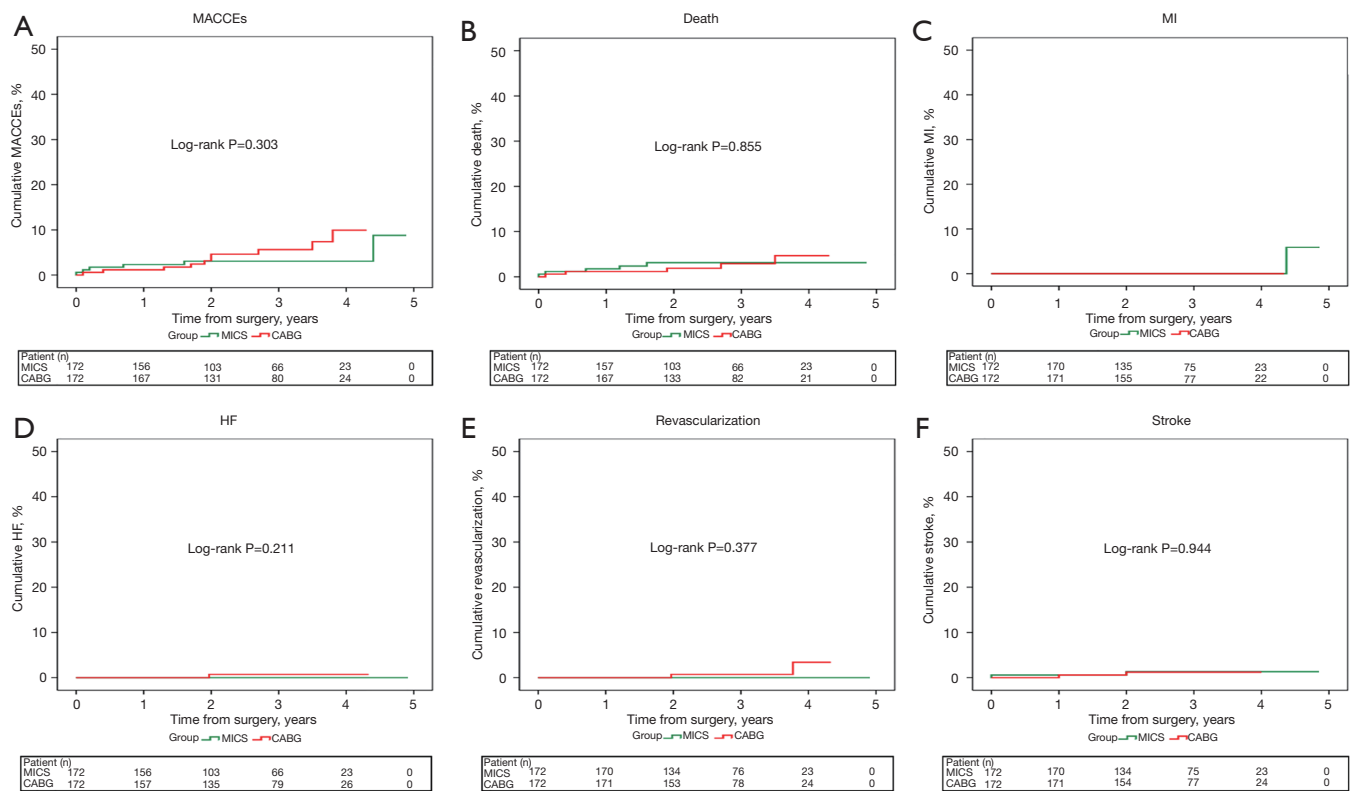 A
MACCEs
50
40
30
20
10
0
Cumulative MACCEs, %
Log-rank P=0.303
0 1 2 3 4 5
Time from surgery, years
Group MICS CABG
Patient (n)
MICS 172 156 103 66 23 0
CABG 172 167 131 80 24 0
B
Death
50
40
30
20
10
0
Cumulative death, %
Log-rank P=0.855
0 1 2 3 4 5
Time from surgery, years
Group MICS CABG
Patient (n)
MICS 172 157 103 66 23 0
CABG 172 167 133 82 21 0
C
MI
50
40
30
20
10
0
Cumulative MI, %
0 1 2 3 4 5
Time from surgery, years
Group MICS CABG
Patient (n)
MICS 172 170 135 75 23 0
CABG 172 171 155 77 22 0
D
HF
50
40
30
20
10
0
Cumulative HF, %
Log-rank P=0.211
0 1 2 3 4 5
Time from surgery, years
Group MICS CABG
Patient (n)
MICS 172 156 103 66 23 0
CABG 172 157 135 79 26 0
E
Revascularization
50
40
30
20
10
0
Cumulative revascularization, %
Log-rank P=0.377
0 1 2 3 4 5
Time from surgery, years
Group MICS CABG
Patient (n)
MICS 172 170 134 76 23 0
CABG 172 171 153 78 24 0
F
Stroke
50
40
30
20
10
0
Cumulative stroke, %
Log-rank P=0.944
0 1 2 3 4 5
Time from surgery, years
Group MICS CABG
Patient (n)
MICS 172 170 134 75 23 0
CABG 172 171 154 77 24 0